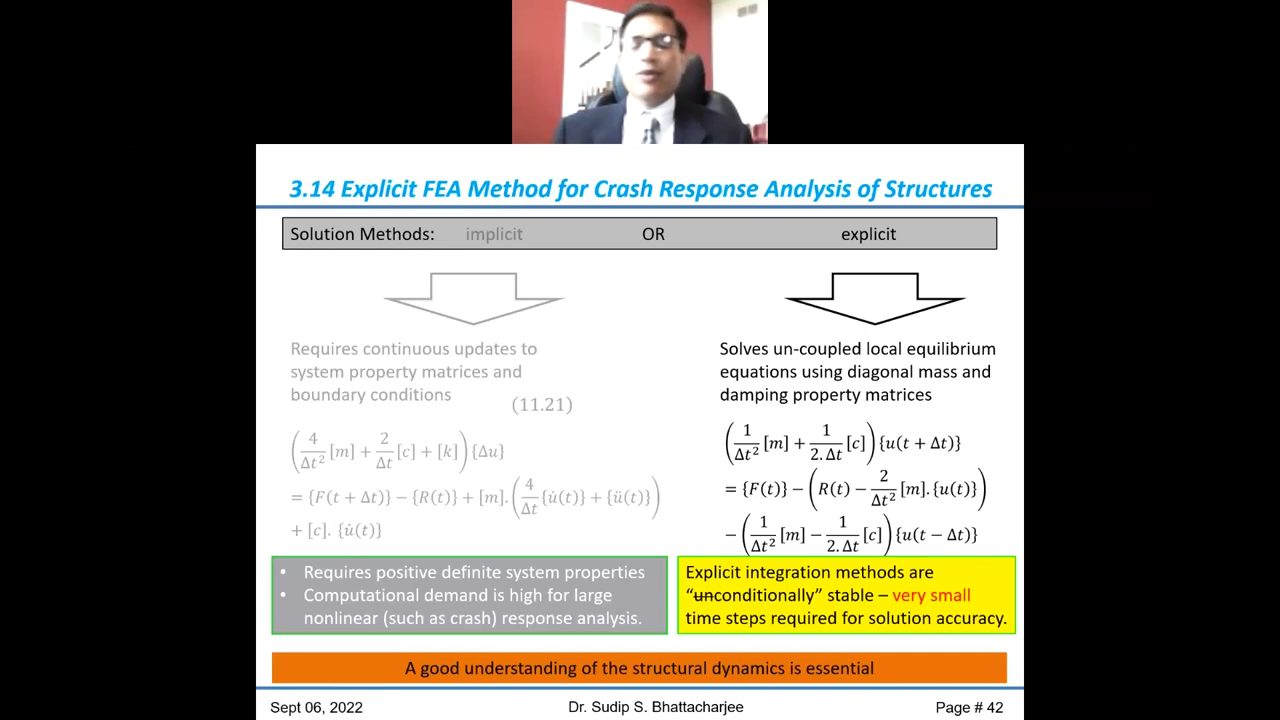 3.14 Explicit FEA Method for Crash Response Analysis of Structures
Solution Methods: implicit OR explicit
Requires continuous updates to
system property matrices and
boundary conditions
(11.21)
(4/Δt² [m] + 2/Δt [c] + [k]) {Δu}
= {F(t + Δt)} − {R(t)} + [m]. (4/Δt {u̇(t)} + {ü(t)})
+ [c]. {u̇(t)}
• Requires positive definite system properties
• Computational demand is high for large
nonlinear (such as crash) response analysis.
Solves un-coupled local equilibrium
equations using diagonal mass and
damping property matrices
(1/Δt² [m] + 1/2.Δt [c]) {u(t + Δt)}
= {F(t)} − (R(t) − 2/Δt² [m]. {u(t)})
− (1/Δt² [m] − 1/2.Δt [c]) {u(t − Δt)}
Explicit integration methods are
“unconditionally” stable – very small
time steps required for solution accuracy.
A good understanding of the structural dynamics is essential
Sept 06, 2022 Dr. Sudip S. Bhattacharjee Page # 42